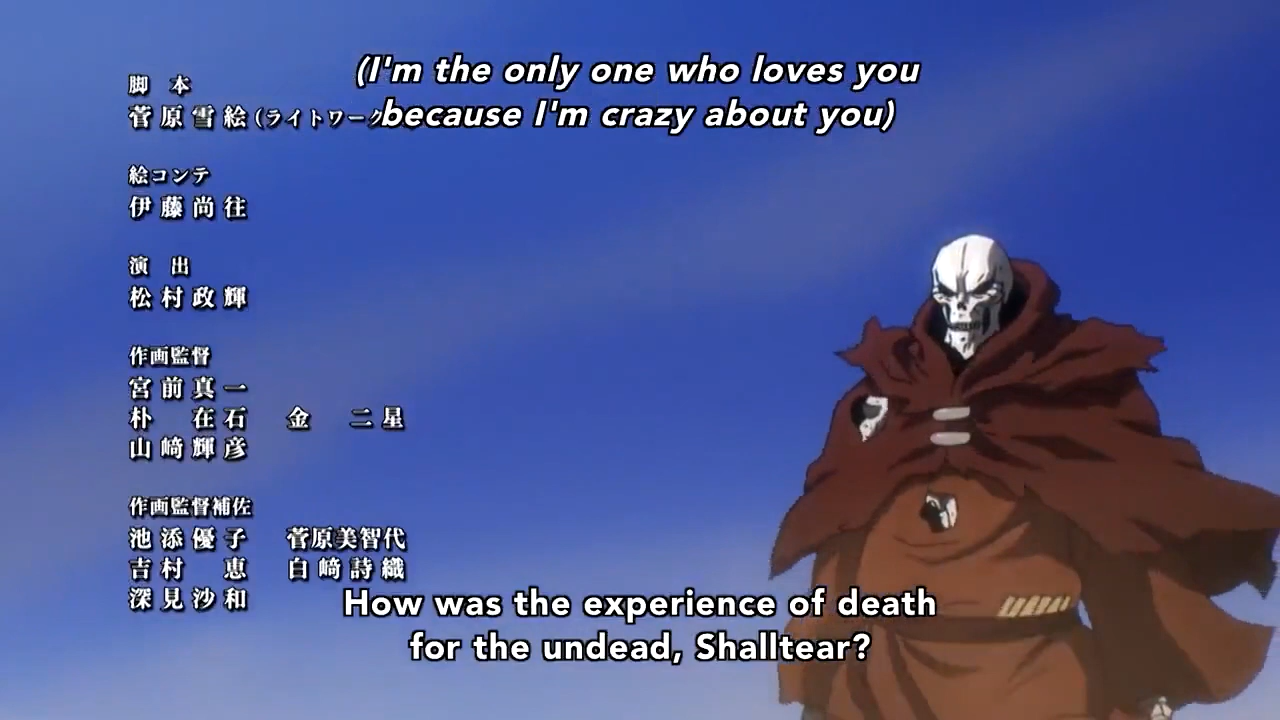 (I'm the only one who loves you
because I'm crazy about you)
脚本
菅原雪絵(ライトワーク
絵コンテ
伊藤尚往
演出
松村政輝
作画監督
宮前真一
朴 在石 金 二星
山﨑輝彦
作画監督補佐
池添優子 菅原美智代
吉村 恵 白﨑詩織
深見沙和
How was the experience of death
for the undead, Shalltear?